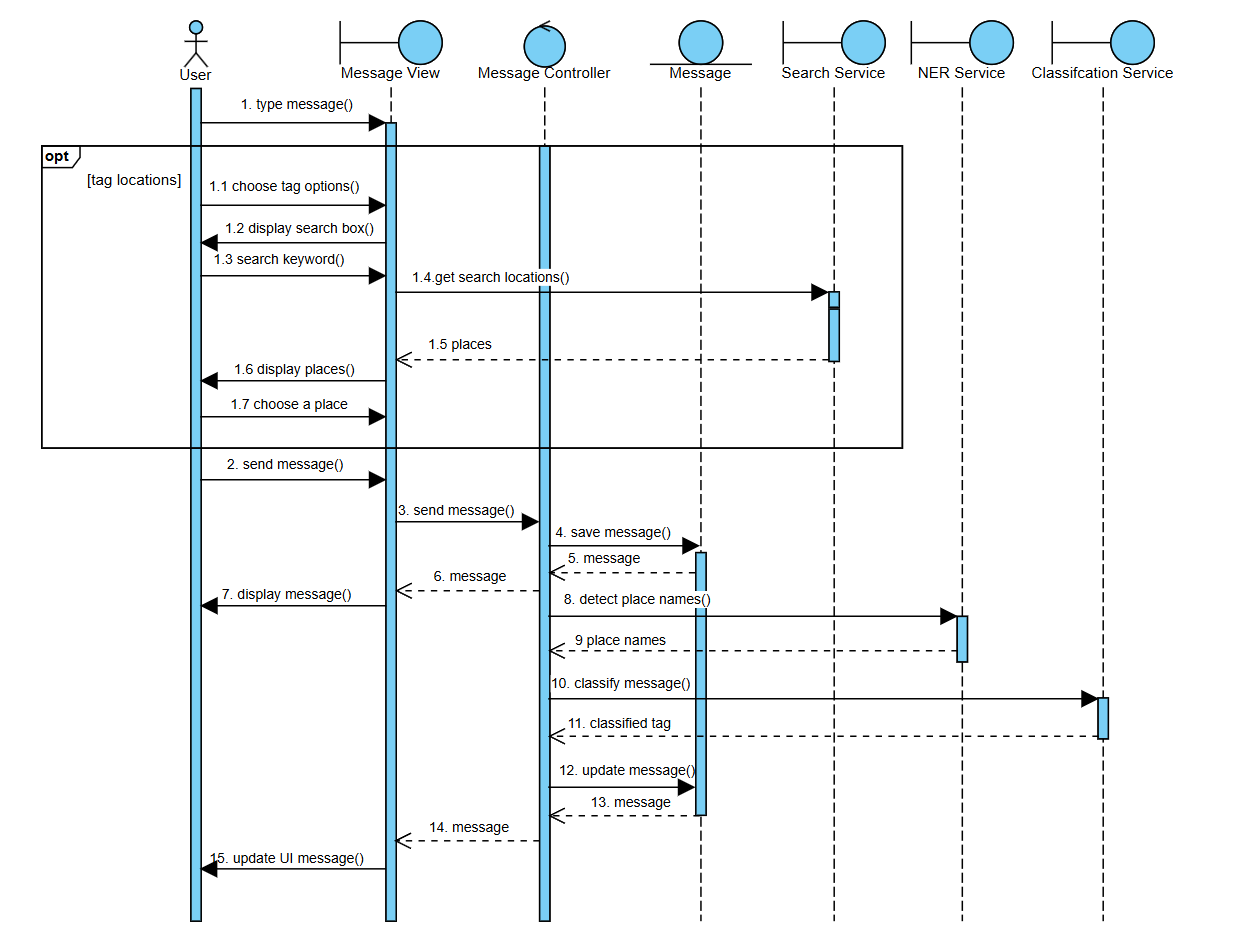 User
Message View
Message Controller
Message
Search Service
NER Service
Classifcation Service
1. type message()
opt
[tag locations]
1.1 choose tag options()
1.2 display search box()
1.3 search keyword()
1.4.get search locations()
1.5 places
1.6 display places()
1.7 choose a place
2. send message()
3. send message()
4. save message()
5. message
6. message
7. display message()
8. detect place names()
9 place names
10. classify message()
11. classified tag
12. update message()
13. message
14. message
15. update UI message()